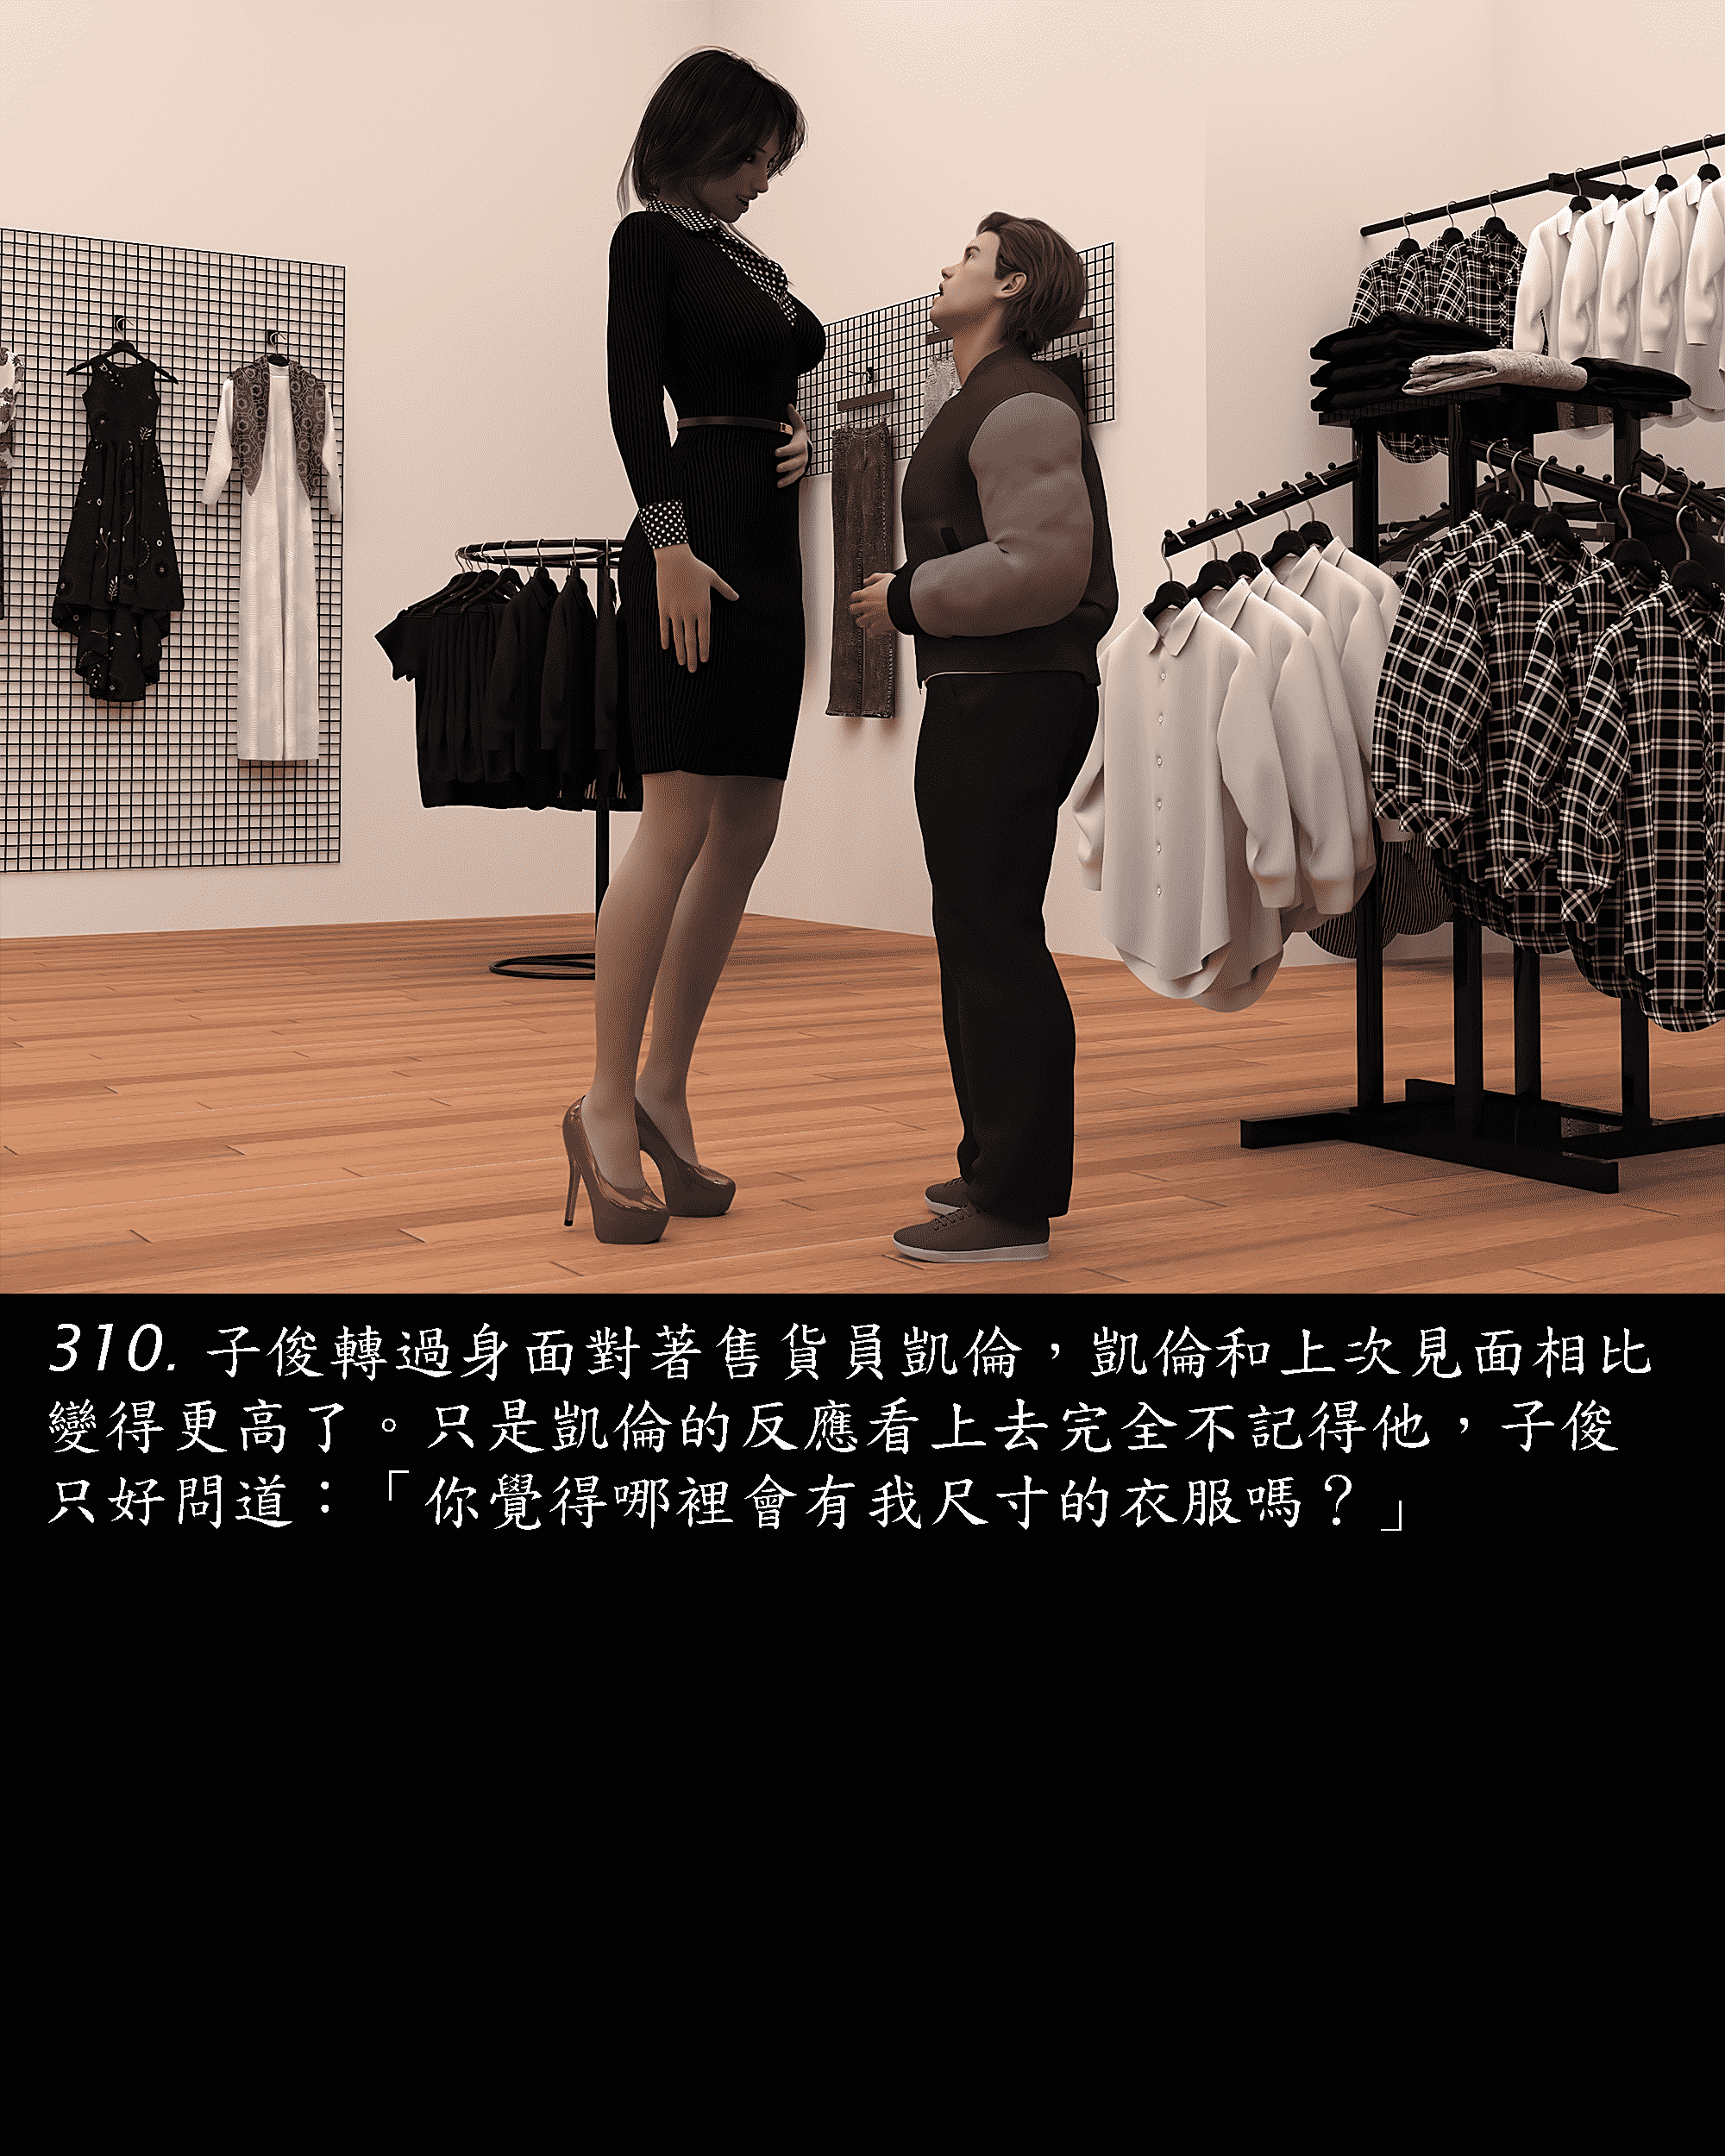 310. 子俊轉過身面對著售貨員凱倫，凱倫和上次見面相比
變得更高了。只是凱倫的反應看上去完全不記得他，子俊
只好問道：「你覺得哪裡會有我尺寸的衣服嗎？」